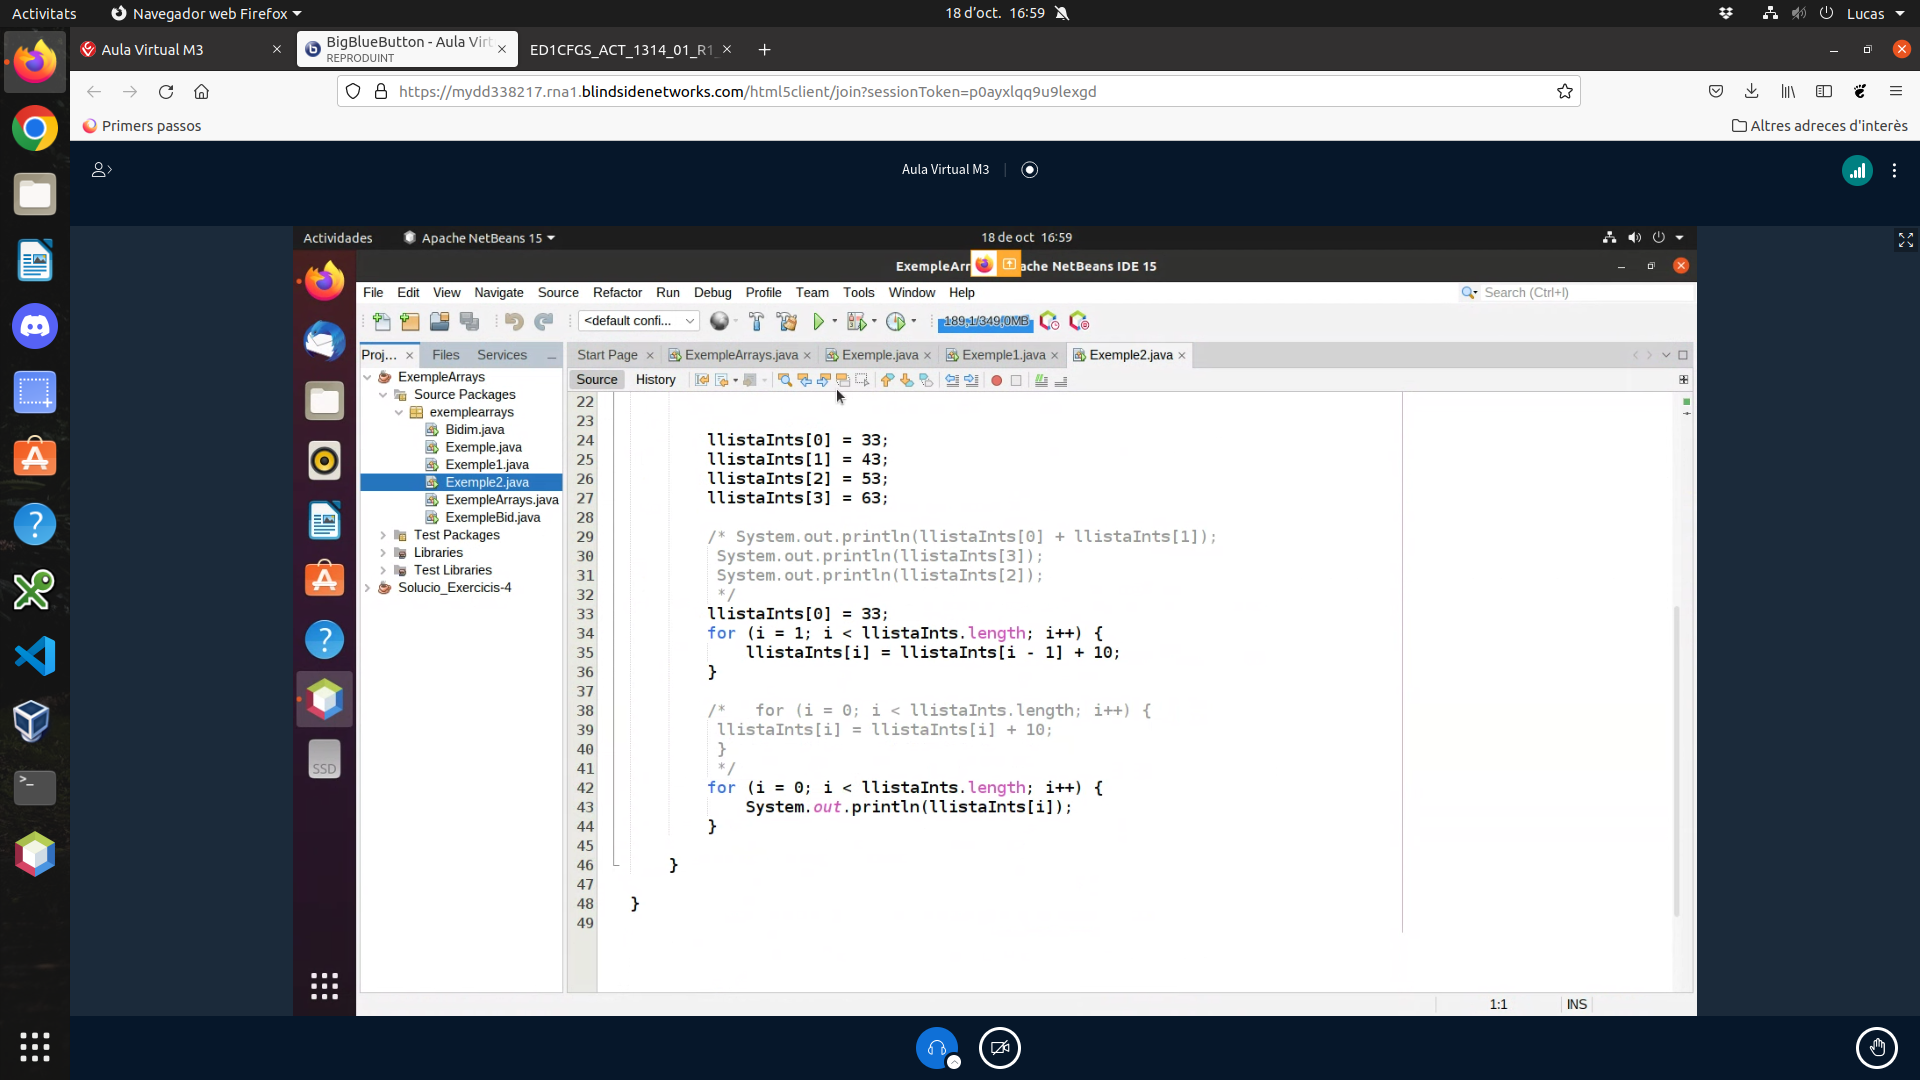 Activitats
Navegador web Firefox
18 d’oct. 16:59
Lucas
Aula Virtual M3
BigBlueButton - Aula Virt
REPRODUINT
ED1CFGS_ACT_1314_01_R1
https://mydd338217.rna1.blindsidenetworks.com/html5client/join?sessionToken=p0ayxlqq9u9lexgd
Primers passos
Altres adreces d'interès
Aula Virtual M3
Actividades
Apache NetBeans 15
18 de oct 16:59
ExempleArr
ache NetBeans IDE 15
File Edit View Navigate Source Refactor Run Debug Profile Team Tools Window Help
Search (Ctrl+I)
<default confi...
189,1/349,0MB
Proj... Files Services
Start Page ExempleArrays.java Exemple.java Exemple1.java Exemple2.java
Source History
ExempleArrays
Source Packages
exemplearrays
Bidim.java
Exemple.java
Exemple1.java
Exemple2.java
ExempleArrays.java
ExempleBid.java
Test Packages
Libraries
Test Libraries
Solucio_Exercicis-4
22
23
24 llistaInts[0] = 33;
25 llistaInts[1] = 43;
26 llistaInts[2] = 53;
27 llistaInts[3] = 63;
28
29 /* System.out.println(llistaInts[0] + llistaInts[1]);
30 System.out.println(llistaInts[3]);
31 System.out.println(llistaInts[2]);
32 */
33 llistaInts[0] = 33;
34 for (i = 1; i < llistaInts.length; i++) {
35 llistaInts[i] = llistaInts[i - 1] + 10;
36 }
37
38 /* for (i = 0; i < llistaInts.length; i++) {
39 llistaInts[i] = llistaInts[i] + 10;
40 }
41 */
42 for (i = 0; i < llistaInts.length; i++) {
43 System.out.println(llistaInts[i]);
44 }
45
46 }
47
48 }
49
SSD
1:1
INS